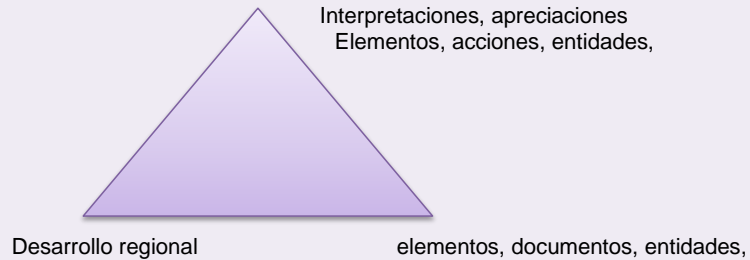 Interpretaciones, apreciaciones
Elementos, acciones, entidades,
Desarrollo regional
elementos, documentos, entidades,